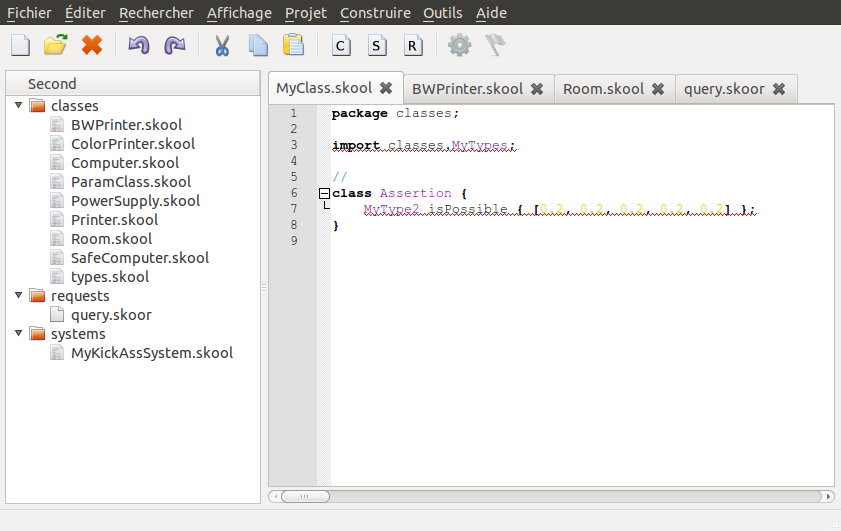 Fichier Éditer Rechercher Affichage Projet Construire Outils Aide
C S R
Second
classes
BWPrinter.skool
ColorPrinter.skool
Computer.skool
ParamClass.skool
PowerSupply.skool
Printer.skool
Room.skool
SafeComputer.skool
types.skool
requests
query.skoor
systems
MyKickAssSystem.skool
MyClass.skool BWPrinter.skool Room.skool query.skoor
1 package classes;
2
3 import classes.MyTypes;
4
5 //
6 class Assertion {
7 MyType2 isPossible { [0.2, 0.2, 0.2, 0.2, 0.2] };
8 }
9